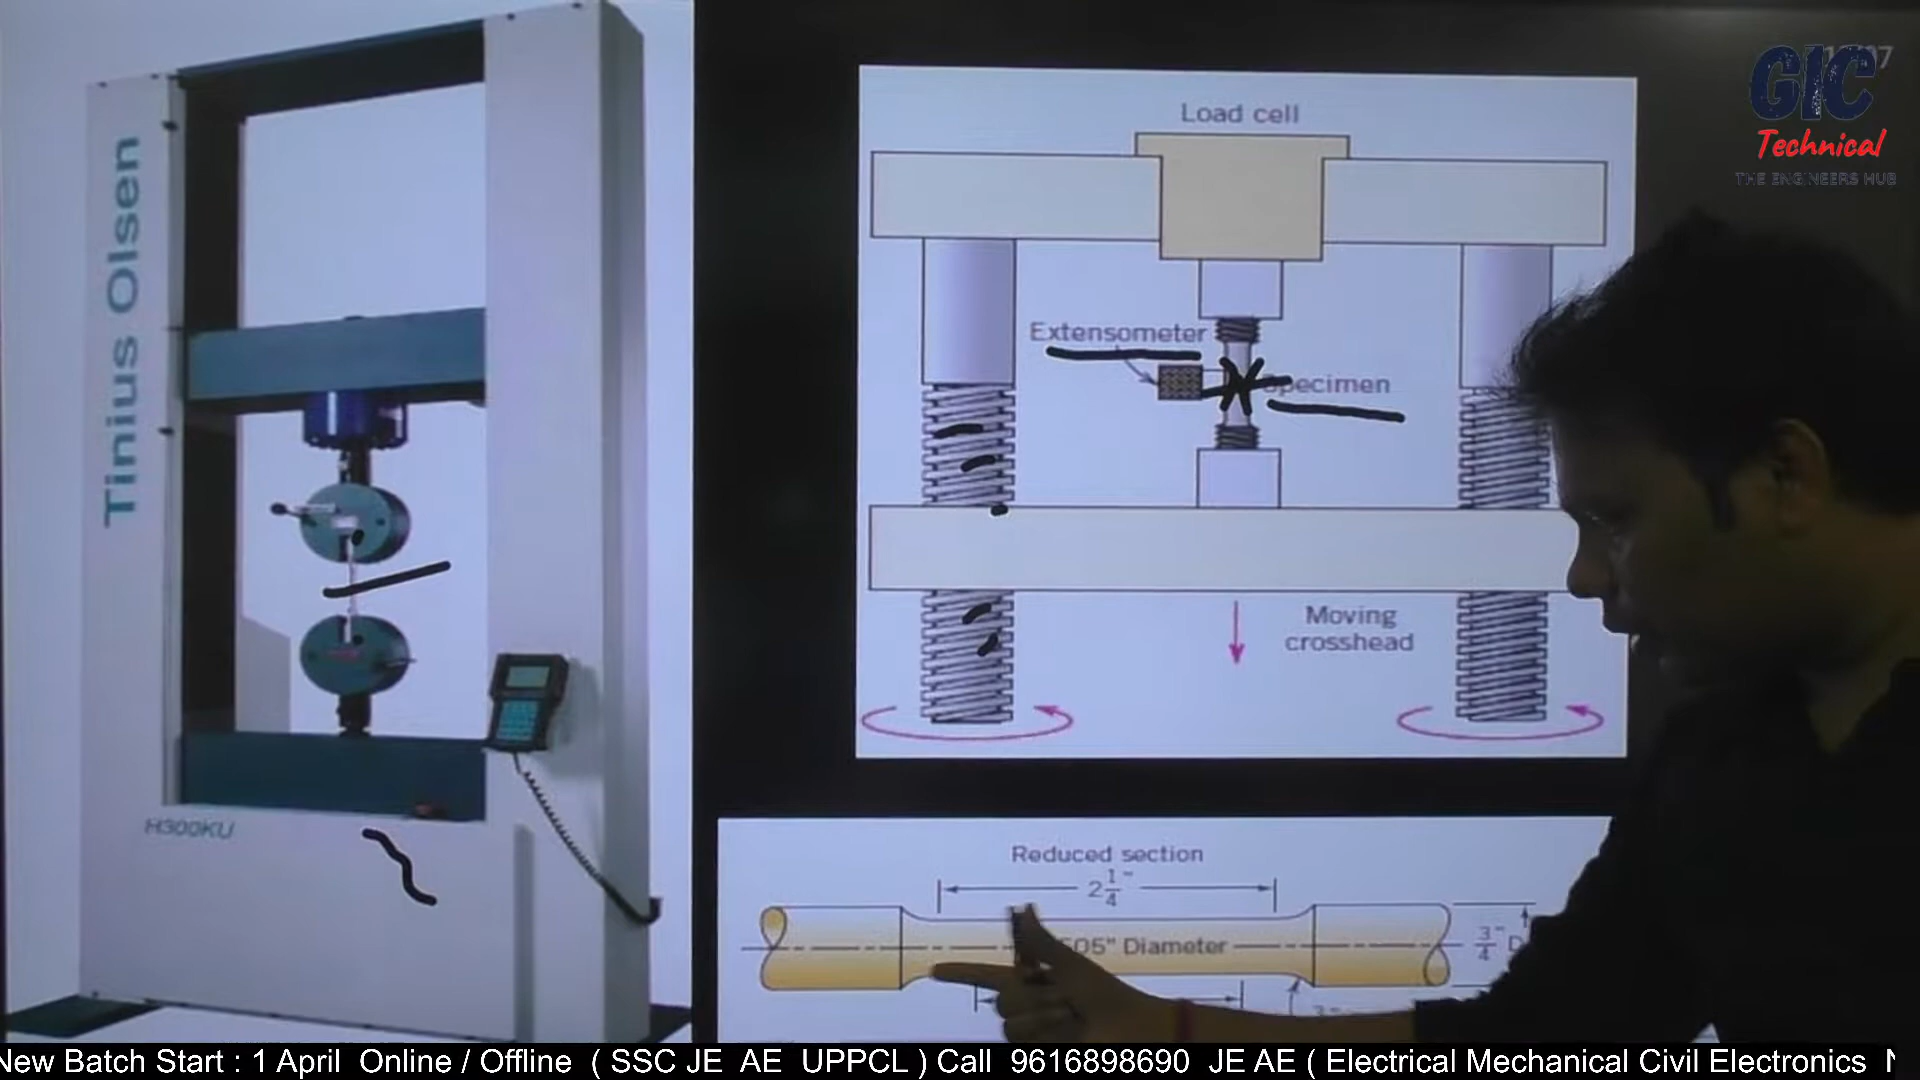 Tinius Olsen
H300KU
Load cell
Extensometer
Specimen
Moving
crosshead
Reduced section
2 1/4"
505" Diameter
3/4" D
GIC
Technical
THE ENGINEERS HUB
New Batch Start : 1 April Online / Offline ( SSC JE AE UPPCL ) Call 9616898690 JE AE ( Electrical Mechanical Civil Electronics